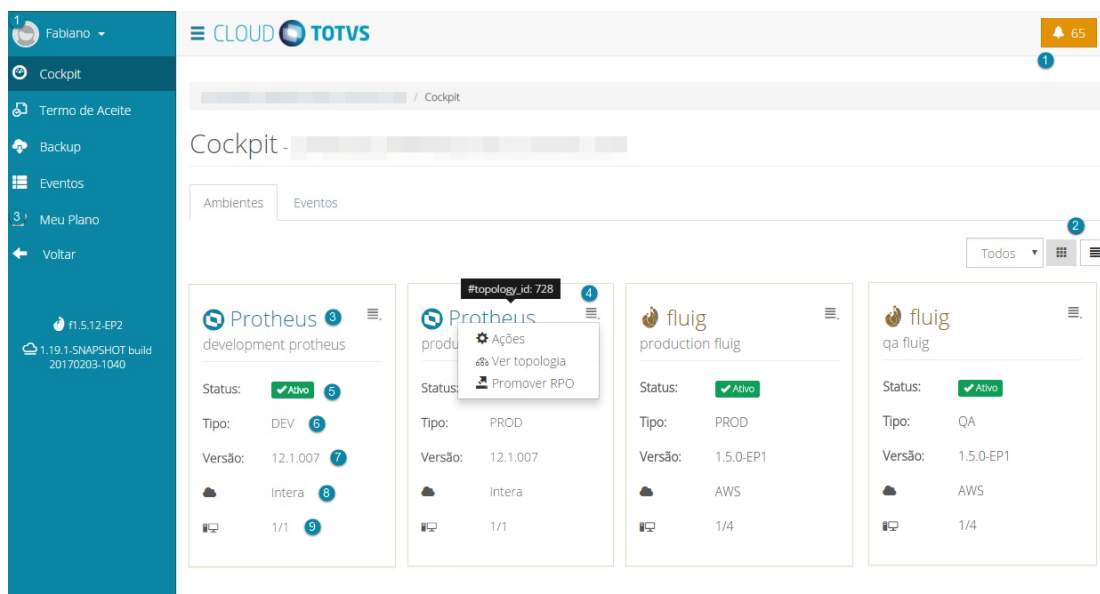 1
Fabiano
CLOUD TOTVS
65
1
Cockpit
Termo de Aceite
Backup
Eventos
3
Meu Plano
Voltar
f1.5.12-EP2
1.19.1-SNAPSHOT build
20170203-1040
/ Cockpit
Cockpit -
Ambientes
Eventos
2
Todos
#topology_id: 728
Protheus 3
development protheus
Status: Ativo 5
Tipo: DEV 6
Versão: 12.1.007 7
Intera 8
1/1 9
4
Protheus
produ
Ações
Ver topologia
Promover RPO
Status:
Tipo: PROD
Versão: 12.1.007
Intera
1/1
fluig
production fluig
Status: Ativo
Tipo: PROD
Versão: 1.5.0-EP1
AWS
1/4
fluig
qa fluig
Status: Ativo
Tipo: QA
Versão: 1.5.0-EP1
AWS
1/4